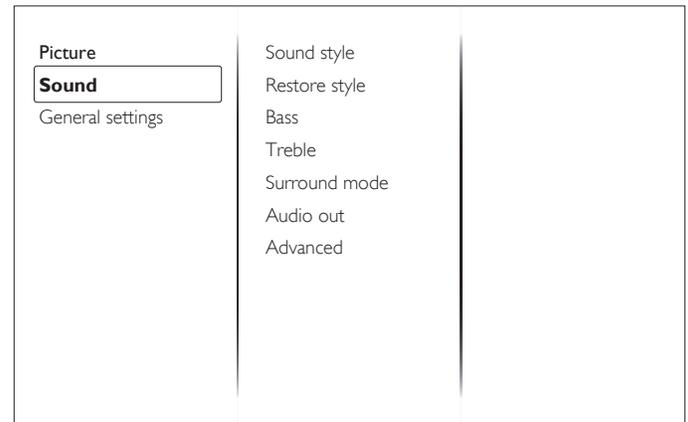 Picture
Sound
General settings
Sound style
Restore style
Bass
Treble
Surround mode
Audio out
Advanced